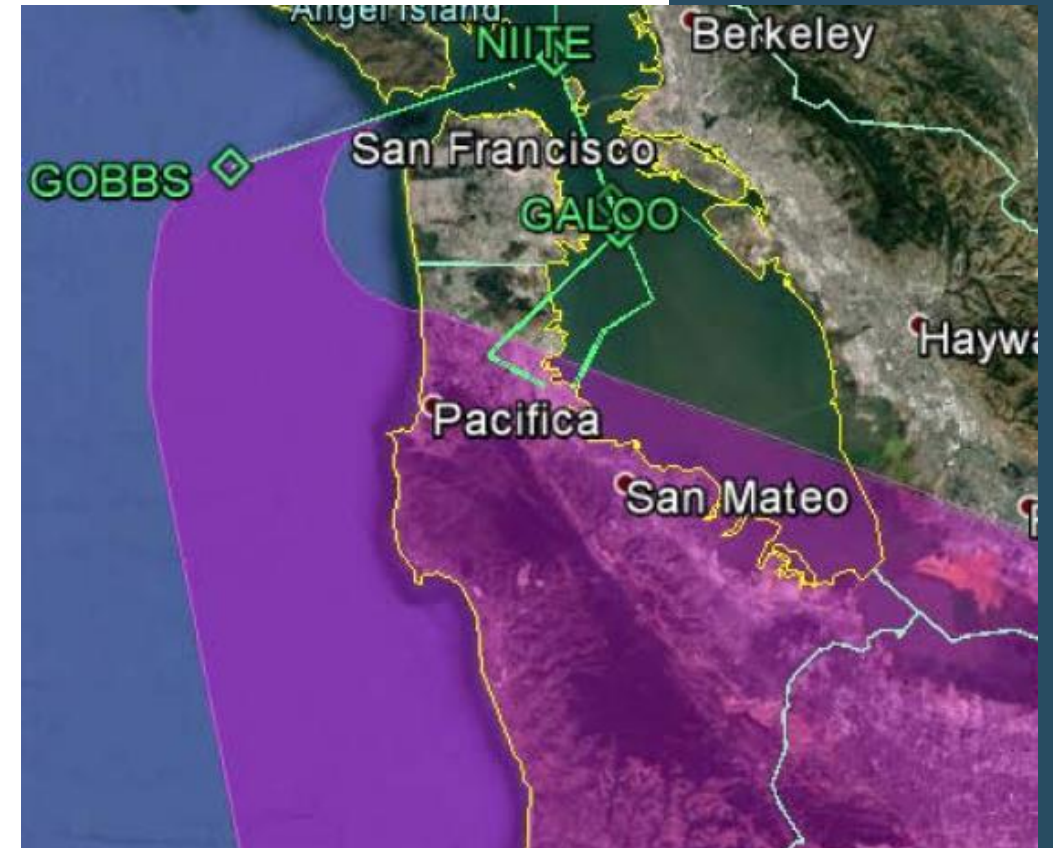 Angel Island
NIITE
Berkeley
San Francisco
GOBBS
GALOO
Haywa
Pacifica
San Mateo